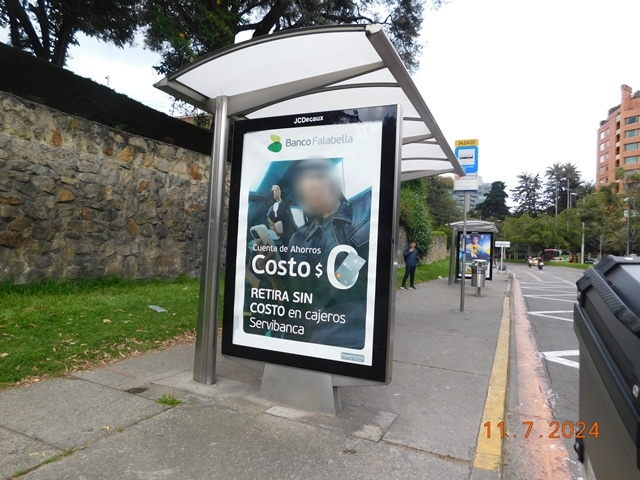 JCDecaux
Banco Falabella
Cuenta de Ahorros
Costo $0
RETIRA SIN
COSTO en cajeros
Servibanca
11.7.2024